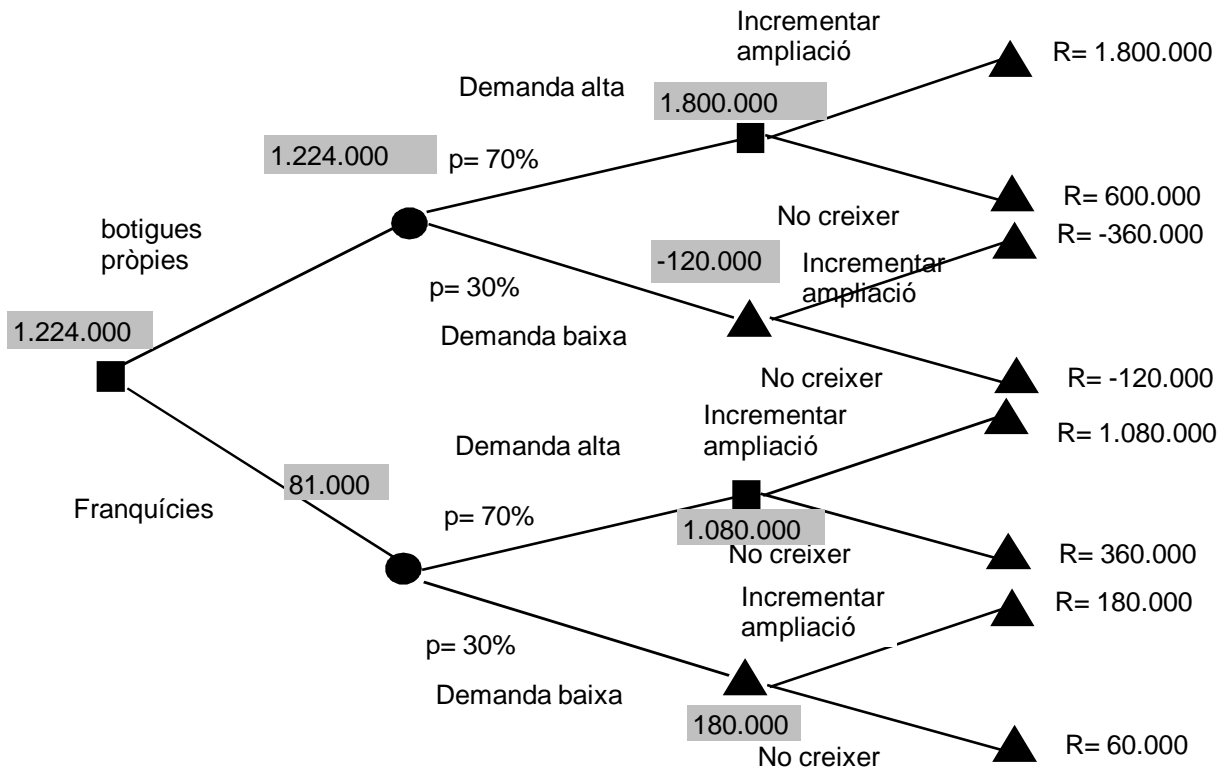 Incrementar
ampliació
R= 1.800.000
Demanda alta
1.800.000
1.224.000
p= 70%
R= 600.000
No creixer
botigues
pròpies
R= -360.000
-120.000
Incrementar
ampliació
p= 30%
1.224.000
Demanda baixa
No creixer
R= -120.000
Incrementar
ampliació
R= 1.080.000
Demanda alta
81.000
Franquícies
p= 70%
1.080.000
No creixer
R= 360.000
Incrementar
ampliació
R= 180.000
p= 30%
Demanda baixa
180.000
No creixer
R= 60.000